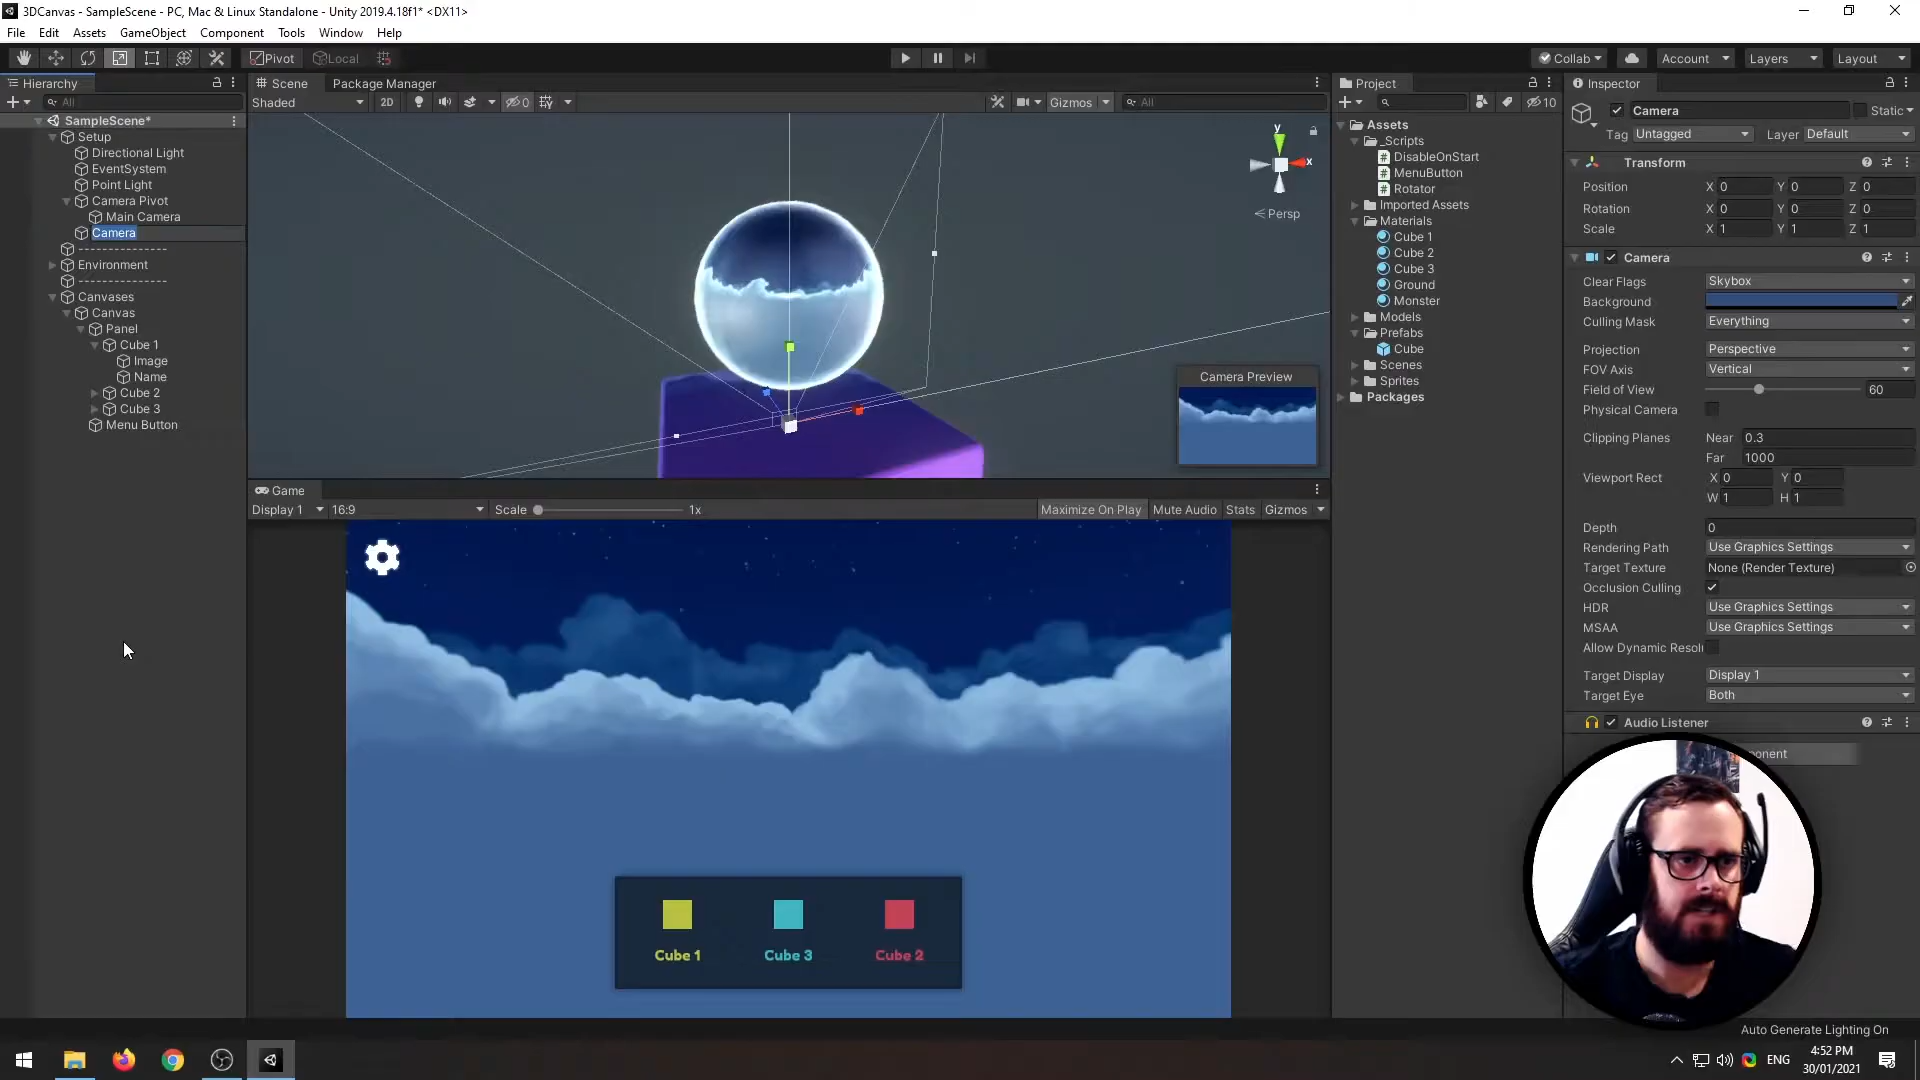 3DCanvas - SampleScene - PC, Mac & Linux Standalone - Unity 2019.4.18f1* <DX11>
File Edit Assets GameObject Component Tools Window Help
Pivot Local Collab Account Layers Layout
Hierarchy
All
SampleScene*
Setup
Directional Light
EventSystem
Point Light
Camera Pivot
Main Camera
Camera
----------------
Environment
----------------
Canvases
Canvas
Panel
Cube 1
Image
Name
Cube 2
Cube 3
Menu Button
Scene Package Manager
Shaded 2D 0 Gizmos All
y
x
Persp
Camera Preview
Game
Display 1 16:9 Scale 1x Maximize On Play Mute Audio Stats Gizmos
Cube 1 Cube 3 Cube 2
Project
10
Assets
_Scripts
DisableOnStart
MenuButton
Rotator
Imported Assets
Materials
Cube 1
Cube 2
Cube 3
Ground
Monster
Models
Prefabs
Cube
Scenes
Sprites
Packages
Inspector
Camera Static
Tag Untagged Layer Default
Transform
Position X 0 Y 0 Z 0
Rotation X 0 Y 0 Z 0
Scale X 1 Y 1 Z 1
Camera
Clear Flags Skybox
Background
Culling Mask Everything
Projection Perspective
FOV Axis Vertical
Field of View 60
Physical Camera
Clipping Planes Near 0.3
Far 1000
Viewport Rect X 0 Y 0
W 1 H 1
Depth 0
Rendering Path Use Graphics Settings
Target Texture None (Render Texture)
Occlusion Culling
HDR Use Graphics Settings
MSAA Use Graphics Settings
Allow Dynamic Resol
Target Display Display 1
Target Eye Both
Audio Listener
ponent
Auto Generate Lighting On
ENG
4:52 PM
30/01/2021